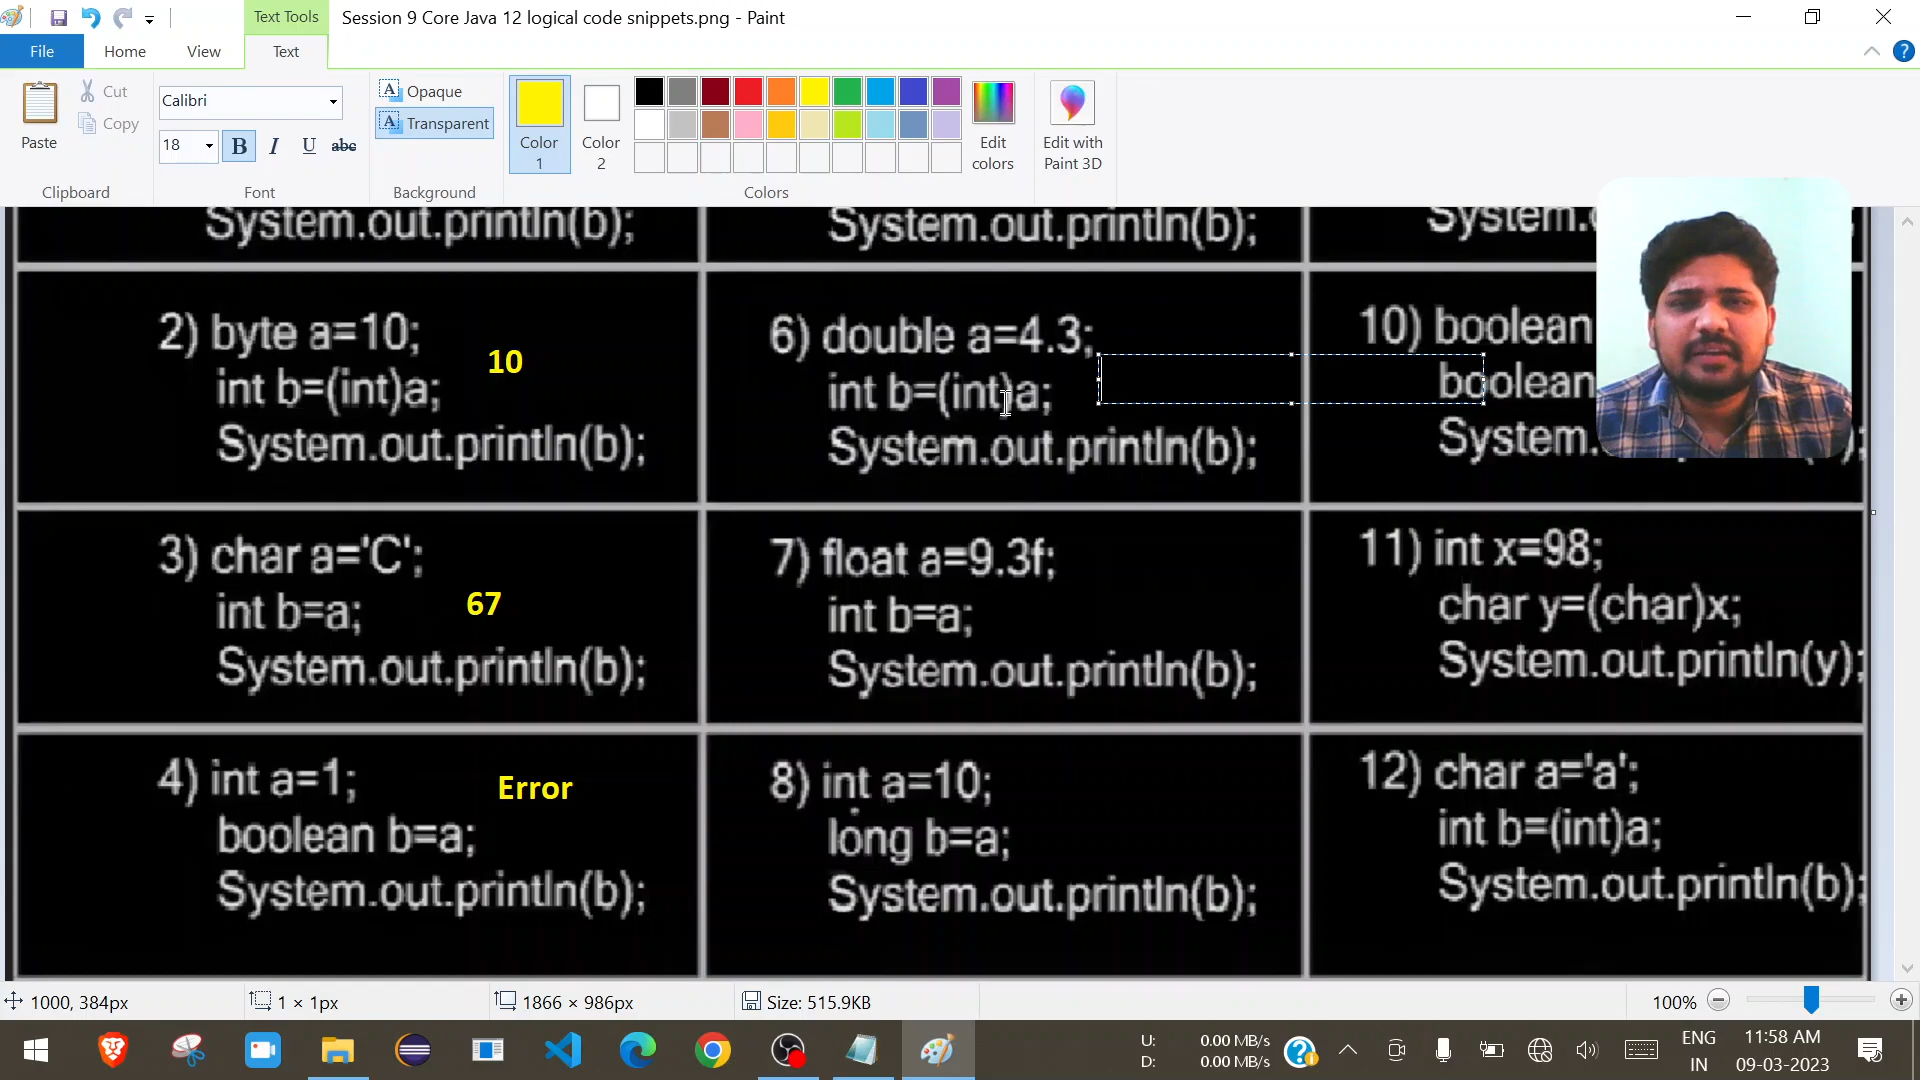 Text Tools
Session 9 Core Java 12 logical code snippets.png - Paint
File
Home
View
Text
Paste
Cut
Copy
Clipboard
Calibri
18
B
I
U
abc
Font
A Opaque
A Transparent
Background
Color 1
Color 2
Colors
Edit colors
Edit with Paint 3D
System.out.println(b);
System.out.println(b);
2) byte a=10;
int b=(int)a;
System.out.println(b);
10
6) double a=4.3;
int b=(int)a;
System.out.println(b);
10) boolean
boolean
System.
3) char a='C';
int b=a;
System.out.println(b);
67
7) float a=9.3f;
int b=a;
System.out.println(b);
11) int x=98;
char y=(char)x;
System.out.println(y);
4) int a=1;
boolean b=a;
System.out.println(b);
Error
8) int a=10;
long b=a;
System.out.println(b);
12) char a='a';
int b=(int)a;
System.out.println(b);
1000, 384px
1 × 1px
1866 × 986px
Size: 515.9KB
100%
U: 0.00 MB/s
D: 0.00 MB/s
ENG
IN
11:58 AM
09-03-2023